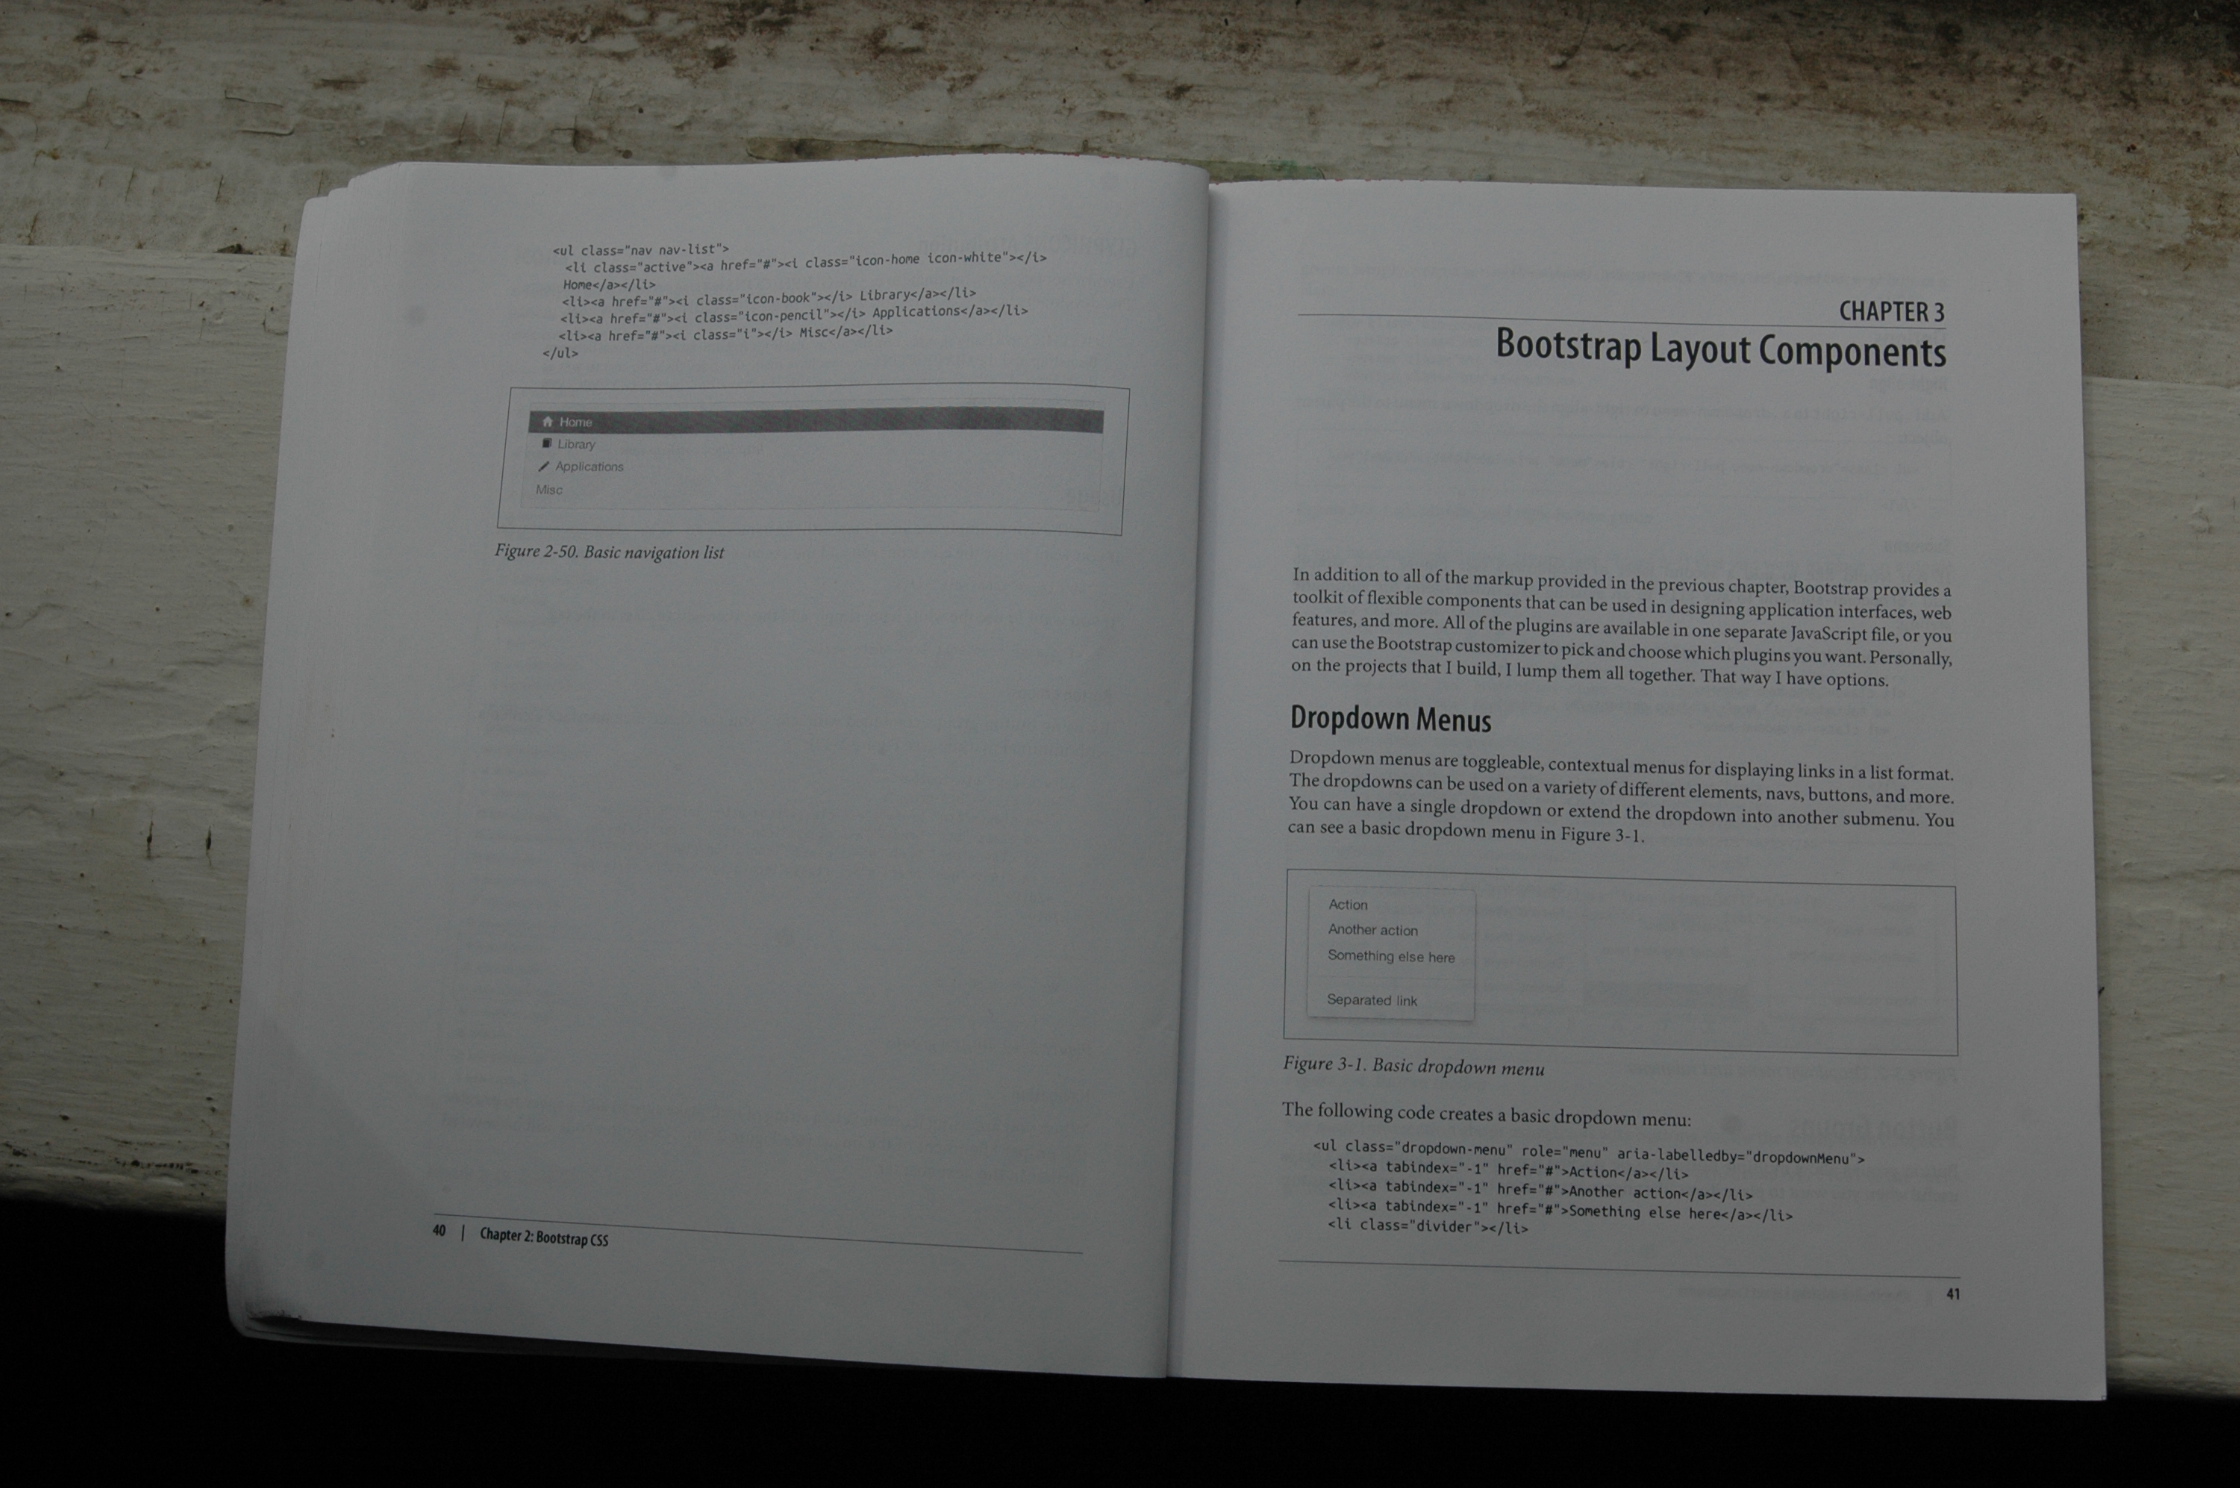 <ul class="nav nav-list">
<li class="active"><a href="#"><i class="icon-home icon-white"></i>
Home</a></li>
<li><a href="#"><i class="icon-book"></i> Library</a></li>
<li><a href="#"><i class="icon-pencil"></i> Applications</a></li>
<li><a href="#"><i class="i"></i> Misc</a></li>
</ul>
Home
Library
Applications
Misc
Figure 2-50. Basic navigation list
40 | Chapter 2: Bootstrap CSS
CHAPTER 3
Bootstrap Layout Components
In addition to all of the markup provided in the previous chapter, Bootstrap provides a
toolkit of flexible components that can be used in designing application interfaces, web
features, and more. All of the plugins are available in one separate JavaScript file, or you
can use the Bootstrap customizer to pick and choose which plugins you want. Personally,
on the projects that I build, I lump them all together. That way I have options.
Dropdown Menus
Dropdown menus are toggleable, contextual menus for displaying links in a list format.
The dropdowns can be used on a variety of different elements, navs, buttons, and more.
You can have a single dropdown or extend the dropdown into another submenu. You
can see a basic dropdown menu in Figure 3-1.
Action
Another action
Something else here
Separated link
Figure 3-1. Basic dropdown menu
The following code creates a basic dropdown menu:
<ul class="dropdown-menu" role="menu" aria-labelledby="dropdownMenu">
<li><a tabindex="-1" href="#">Action</a></li>
<li><a tabindex="-1" href="#">Another action</a></li>
<li><a tabindex="-1" href="#">Something else here</a></li>
<li class="divider"></li>
41